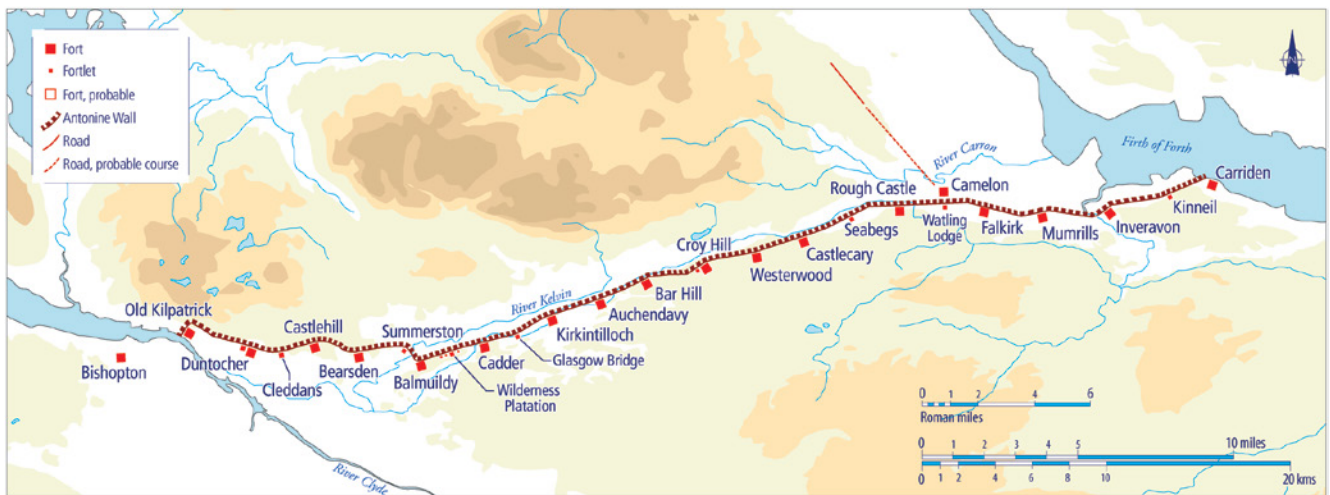 Fort
Fortlet
Fort, probable
Antonine Wall
Road
Road, probable course
N
Firth of Forth
River Carron
Carriden
Rough Castle
Camelon
Kinneil
Seabegs
Watling
Lodge
Falkirk
Mumrills
Inveravon
Croy Hill
Castlecary
Westerwood
Bar Hill
River Kelvin
Auchendavy
Old Kilpatrick
Castlehill
Summerston
Kirkintilloch
Glasgow Bridge
Duntocher
Cadder
Bishopton
Cleddans
Bearsden
Balmuildy
Wilderness
Platation
River Clyde
0 1 2 4 6
Roman miles
0 1 2 3 4 5 10 miles
0 1 2 4 6 8 10 20 kms